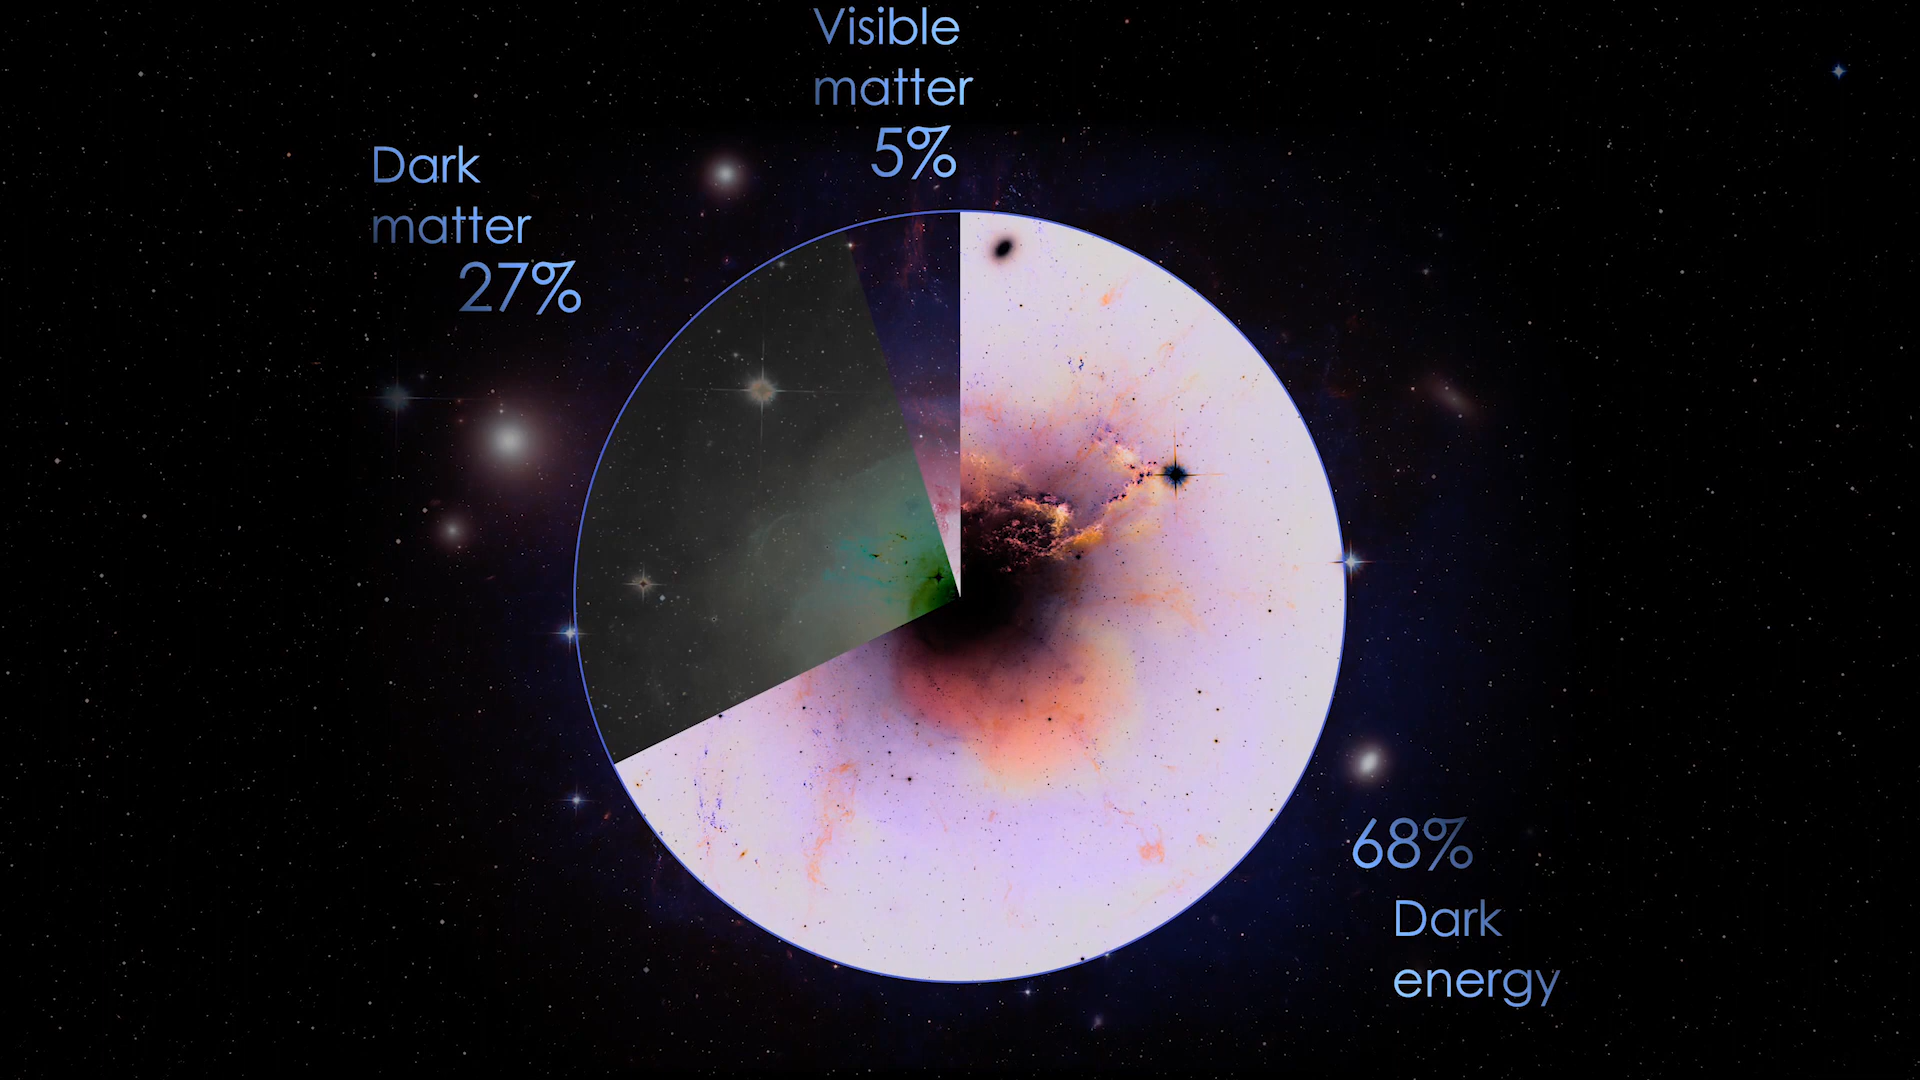 Visible
matter
5%
Dark
matter
27%
68%
Dark
energy